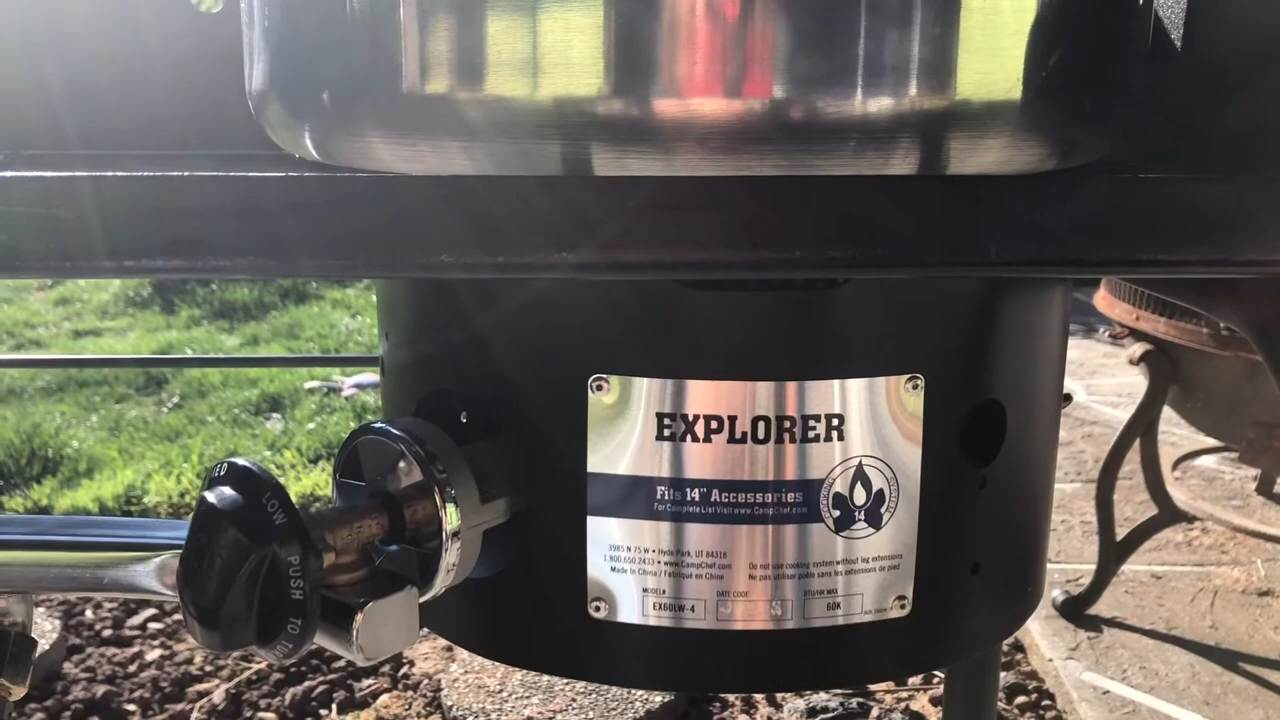 EXPLORER
Fits 14" Accessories
For Complete List Visit www.CampChef.com
COOKING SYSTEM
14
3985 N 75 W • Hyde Park, UT 84318
1.800.650.2433 • www.CampChef.com
Made In China / Fabriqué en Chine
Do not use cooking system without leg extensions
Ne pas utiliser poêle sans les extensions de pied
MODEL# DATE CODE BTU/HR MAX
EX60LW-4 60K
LOW
PUSH TO